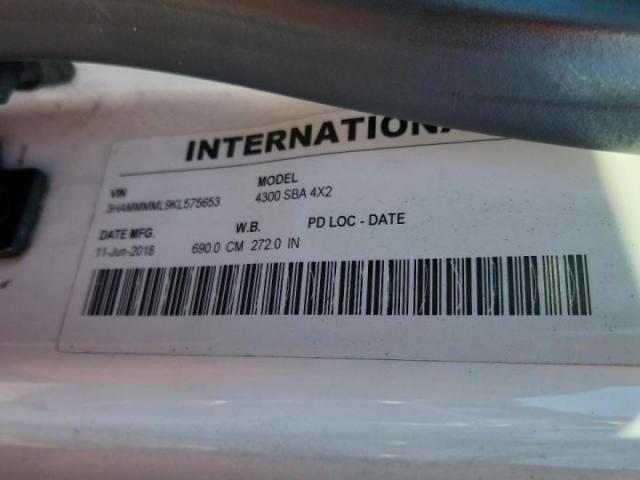 INTERNATIONA
VIN MODEL
3HAMMMML9KL575653 4300 SBA 4X2
DATE MFG. W.B. PD LOC - DATE
11-Jun-2018 690.0 CM 272.0 IN